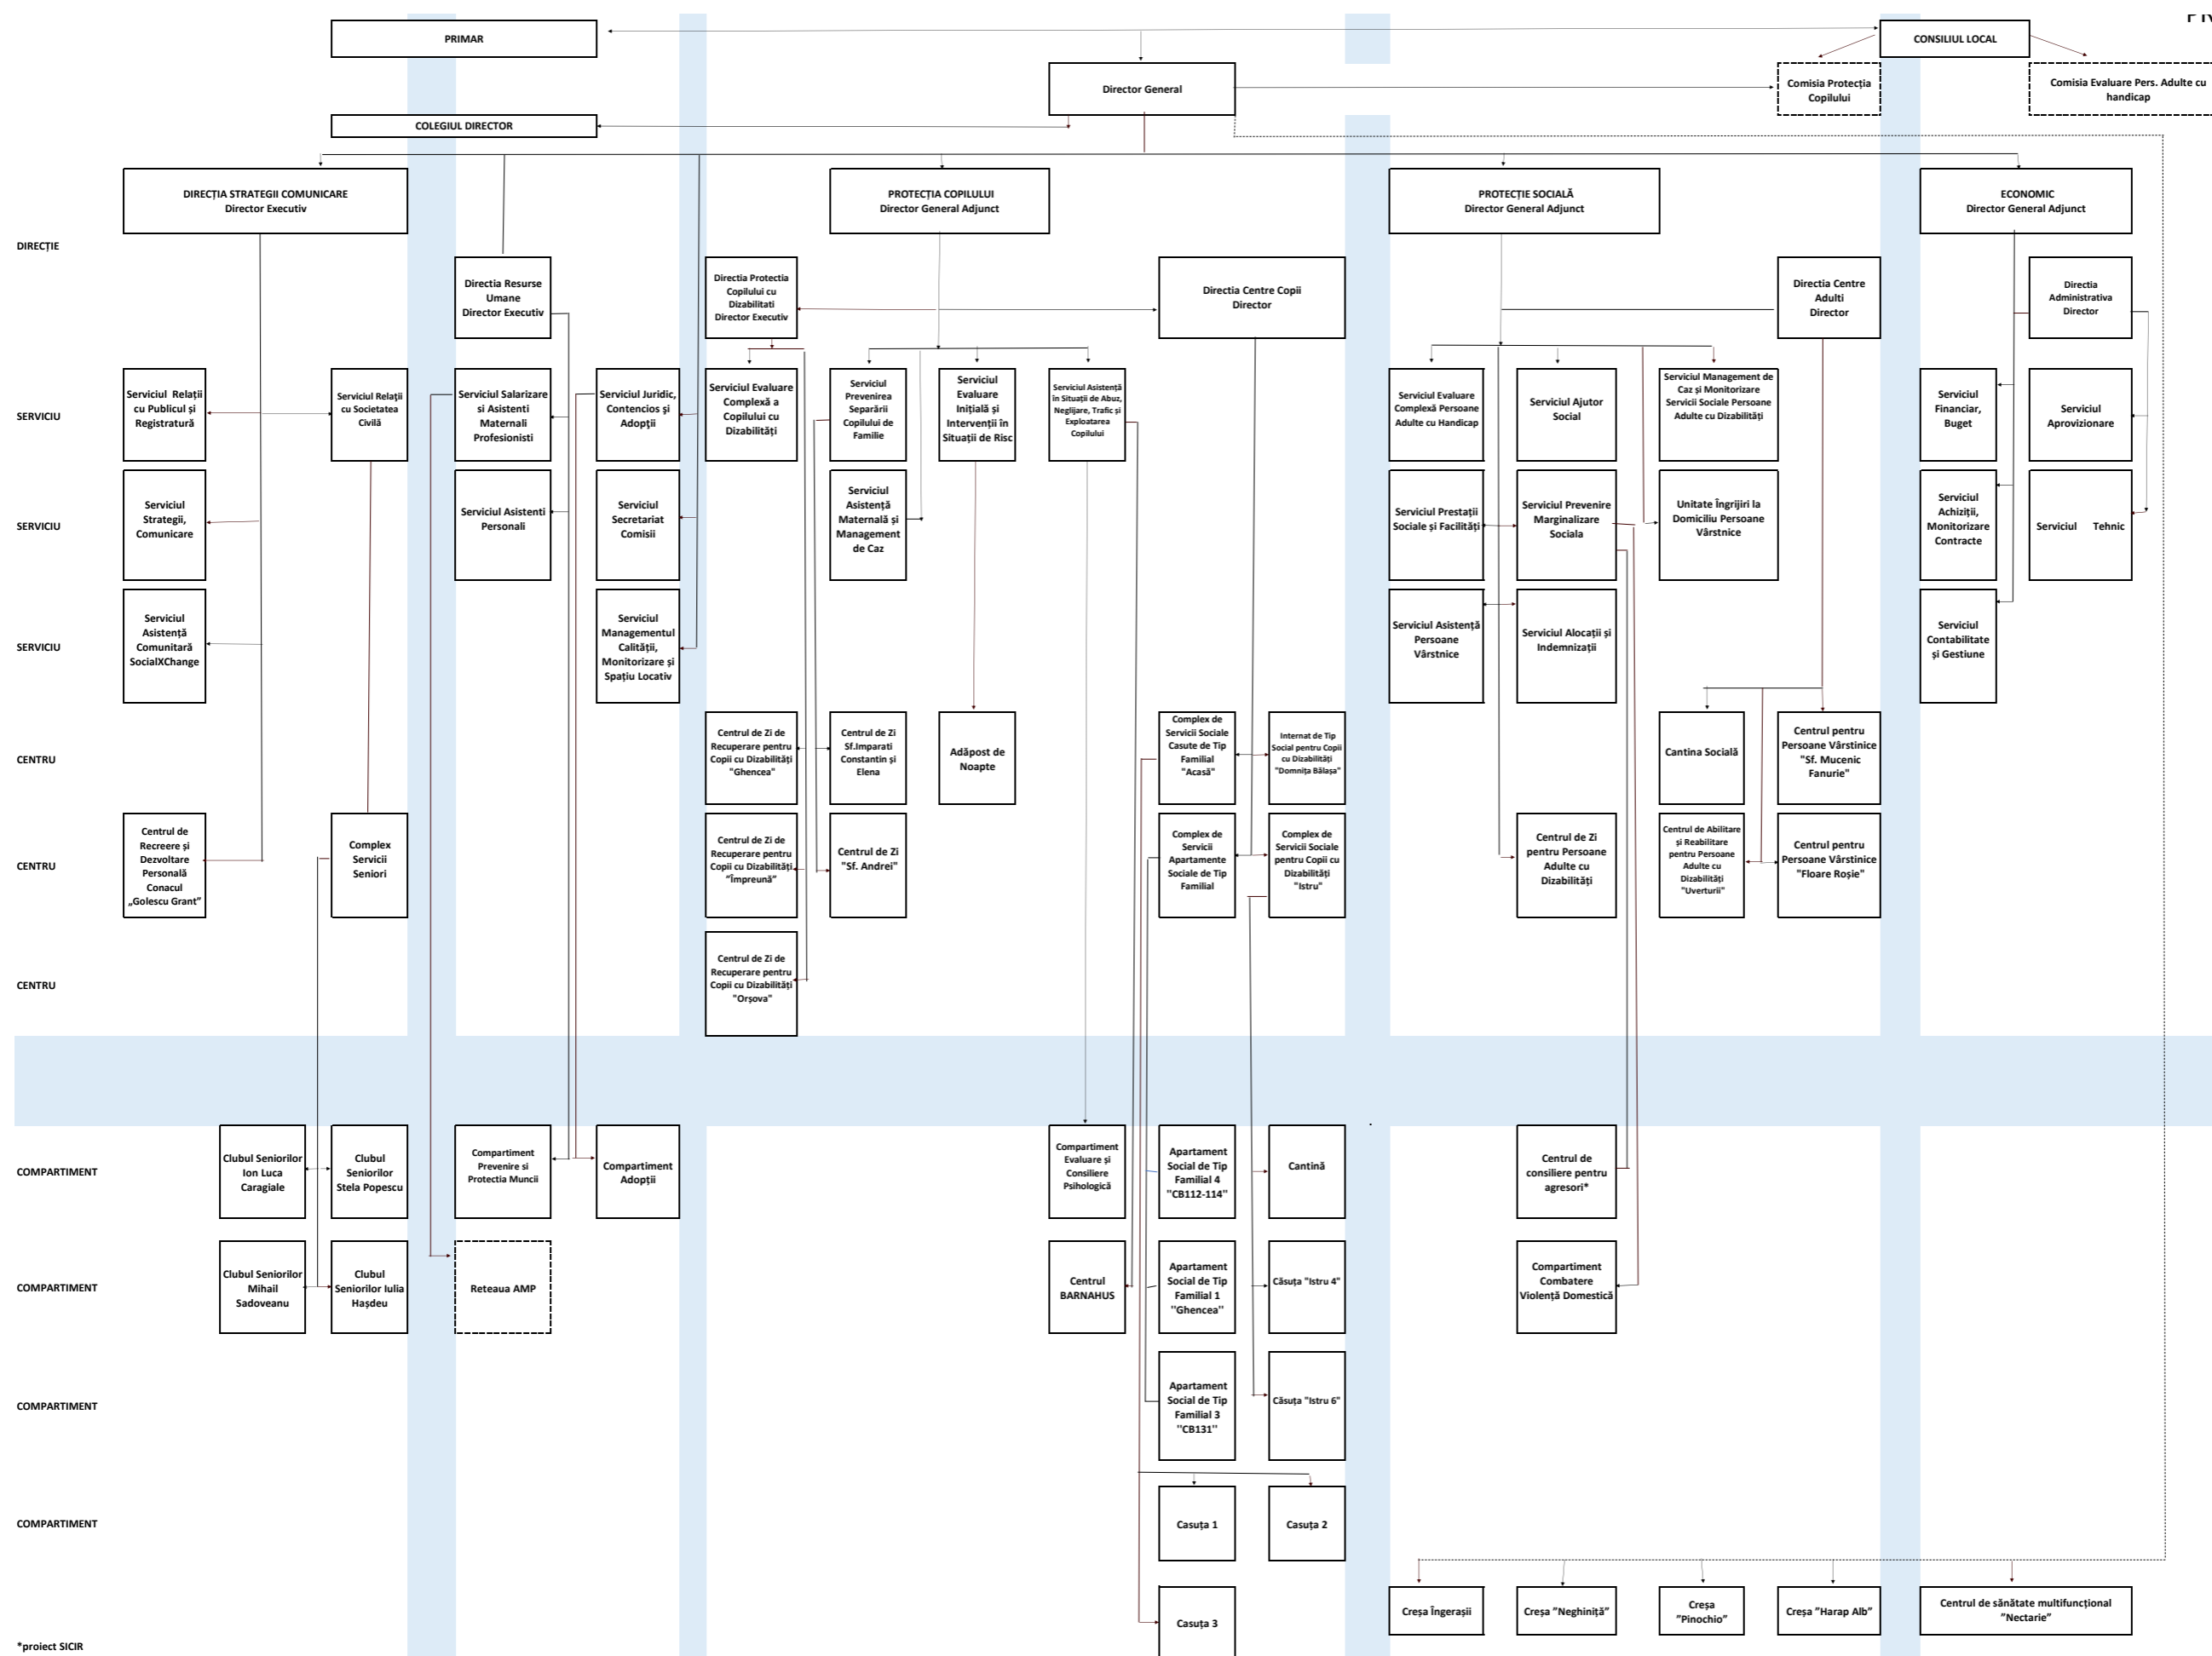 PRIMAR
CONSILIUL LOCAL
Director General
Comisia Protecția
Copilului
Comisia Evaluare Pers. Adulte cu
handicap
COLEGIUL DIRECTOR
DIRECȚIA STRATEGII COMUNICARE
Director Executiv
PROTECȚIA COPILULUI
Director General Adjunct
PROTECȚIE SOCIALĂ
Director General Adjunct
ECONOMIC
Director General Adjunct
DIRECȚIE
Directia Resurse
Umane
Director Executiv
Directia Protectia
Copilului cu
Dizabilitati
Director Executiv
Directia Centre Copii
Director
Directia Centre
Adulti
Director
Directia
Administrativa
Director
SERVICIU
Serviciul Relații
cu Publicul și
Registratură
Serviciul Relații
cu Societatea
Civilă
Serviciul Salarizare
si Asistenti
Maternali
Profesionisti
Serviciul Juridic,
Contencios și
Adopții
Serviciul Evaluare
Complexă a
Copilului cu
Dizabilități
Serviciul
Prevenirea
Separării
Copilului de
Familie
Serviciul
Evaluare
Inițială și
Intervenții în
Situații de Risc
Serviciul Asistență
în Situații de Abuz,
Neglijare, Trafic și
Exploatarea
Copilului
Serviciul Evaluare
Complexă Persoane
Adulte cu Handicap
Serviciul Ajutor
Social
Serviciul Management de
Caz și Monitorizare
Servicii Sociale Persoane
Adulte cu Dizabilități
Serviciul
Financiar,
Buget
Serviciul
Aprovizionare
SERVICIU
Serviciul
Strategii,
Comunicare
Serviciul Asistenti
Personali
Serviciul
Secretariat
Comisii
Serviciul
Asistență
Maternală și
Management
de Caz
Serviciul Prestații
Sociale și Facilități
Serviciul Prevenire
Marginalizare
Sociala
Unitate Îngrijiri la
Domiciliu Persoane
Vârstnice
Serviciul
Achiziții,
Monitorizare
Contracte
Serviciul Tehnic
SERVICIU
Serviciul
Asistență
Comunitară
SocialXChange
Serviciul
Managementul
Calității,
Monitorizare și
Spațiu Locativ
Serviciul Asistență
Persoane
Vârstnice
Serviciul Alocații și
Indemnizații
Serviciul
Contabilitate
și Gestiune
CENTRU
Centrul de Zi de
Recuperare pentru
Copii cu Dizabilități
"Ghencea"
Centrul de Zi
Sf.Imparati
Constantin și
Elena
Adăpost de
Noapte
Complex de
Servicii Sociale
Casute de Tip
Familial
"Acasă"
Internat de Tip
Social pentru Copii
cu Dizabilități
"Domnița Bălașa"
Cantina Socială
Centrul pentru
Persoane Vârstinice
"Sf. Mucenic
Fanurie"
CENTRU
Centrul de
Recreere și
Dezvoltare
Personală
Conacul
„Golescu Grant”
Complex
Servicii
Seniori
Centrul de Zi de
Recuperare pentru
Copii cu Dizabilități
”Împreună”
Centrul de Zi
"Sf. Andrei"
Complex de
Servicii
Apartamente
Sociale de Tip
Familial
Complex de
Servicii Sociale
pentru Copii cu
Dizabilități
"Istru"
Centrul de Zi
pentru Persoane
Adulte cu
Dizabilități
Centrul de Abilitare
și Reabilitare
pentru Persoane
Adulte cu
Dizabilități
"Uverturii"
Centrul pentru
Persoane Vârstinice
"Floare Roșie"
CENTRU
Centrul de Zi de
Recuperare pentru
Copii cu Dizabilități
"Orșova"
COMPARTIMENT
Clubul Seniorilor
Ion Luca
Caragiale
Clubul
Seniorilor
Stela Popescu
Compartiment
Prevenire si
Protectia Muncii
Compartiment
Adopții
Compartiment
Evaluare și
Consiliere
Psihologică
Apartament
Social de Tip
Familial 4
"CB112-114"
Cantină
Centrul de
consiliere pentru
agresori*
COMPARTIMENT
Clubul Seniorilor
Mihail
Sadoveanu
Clubul
Seniorilor Iulia
Hașdeu
Reteaua AMP
Centrul
BARNAHUS
Apartament
Social de Tip
Familial 1
"Ghencea"
Căsuța "Istru 4"
Compartiment
Combatere
Violență Domestică
COMPARTIMENT
Apartament
Social de Tip
Familial 3
"CB131"
Căsuța "Istru 6"
COMPARTIMENT
Casuța 1
Casuța 2
Casuța 3
Creșa Îngerașii
Creșa ”Neghiniță”
Creșa
”Pinochio”
Creșa ”Harap Alb”
Centrul de sănătate multifuncțional
”Nectarie”
*proiect SICIR